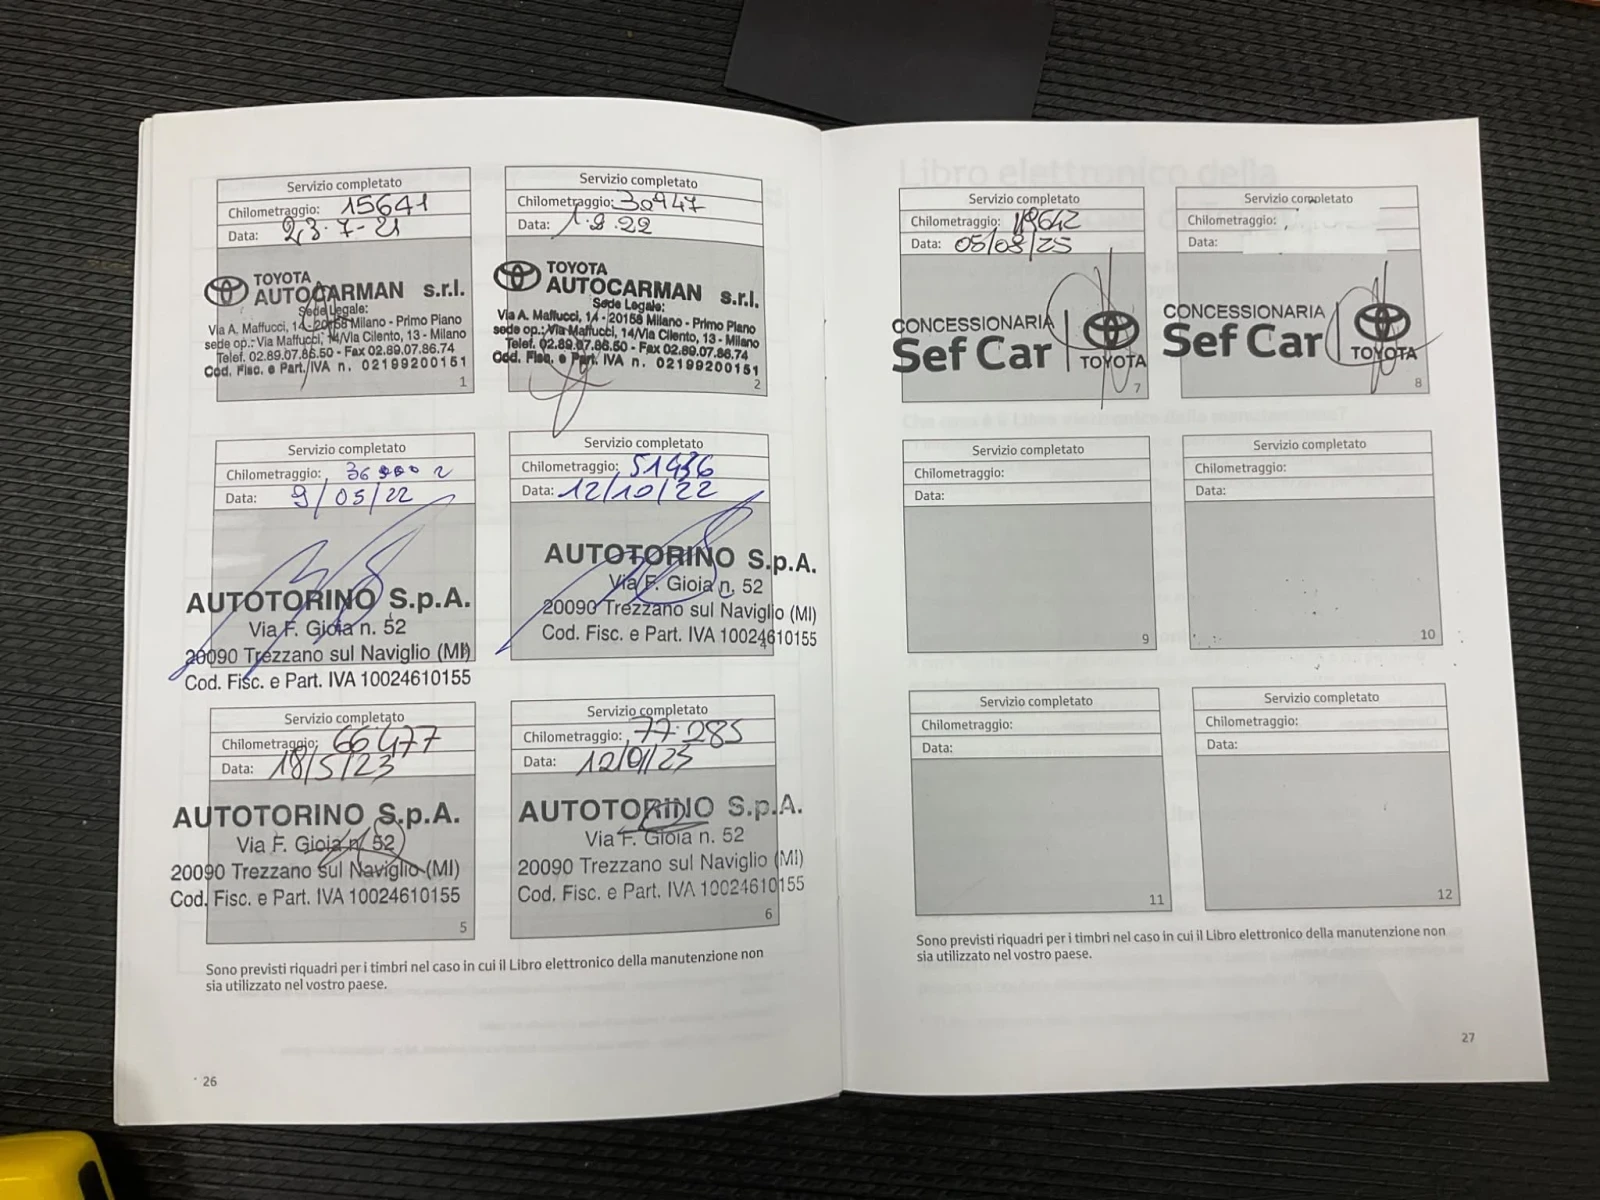 Servizio completato
Chilometraggio: 15641
Data: 23-7-21
TOYOTA
AUTOCARMAN s.r.l.
Sede Legale:
Via A. Maffucci, 14 - 20158 Milano - Primo Piano
sede op.: Via Maffucci, 14/Via Cilento, 13 - Milano
Telef. 02.89.07.86.50 - Fax 02.89.07.86.74
Cod. Fisc. e Part. IVA n. 02199200151
1
Servizio completato
Chilometraggio: 30947
Data:
TOYOTA
AUTOCARMAN s.r.l.
Sede Legale:
Via A. Maffucci, 14 - 20158 Milano - Primo Piano
sede op.: Via Maffucci, 14/Via Cilento, 13 - Milano
Telef. 02.89.07.86.50 - Fax 02.89.07.86.74
Cod. Fisc. e Part. IVA n. 02199200151
2
Servizio completato
Chilometraggio:
Data: 9/05/22
AUTOTORINO S.p.A.
Via F. Gioia n. 52
20090 Trezzano sul Naviglio (MI)
Cod. Fisc. e Part. IVA 10024610155
Servizio completato
Chilometraggio: 51436
Data: 12/10/22
AUTOTORINO S.p.A.
Via F. Gioia n. 52
20090 Trezzano sul Naviglio (MI)
Cod. Fisc. e Part. IVA 10024610155
4
Servizio completato
Chilometraggio: 66477
Data: 18/5/23
AUTOTORINO S.p.A.
Via F. Gioia n. 52
20090 Trezzano sul Naviglio (MI)
Cod. Fisc. e Part. IVA 10024610155
5
Servizio completato
Chilometraggio: 77.285
Data:
AUTOTORINO S.p.A.
Via F. Gioia n. 52
20090 Trezzano sul Naviglio (MI)
Cod. Fisc. e Part. IVA 10024610155
6
Sono previsti riquadri per i timbri nel caso in cui il Libro elettronico della manutenzione non
sia utilizzato nel vostro paese.
26
Libro elettronico della
Servizio completato
Chilometraggio:
Data: 05/08/25
CONCESSIONARIA
Sef Car
TOYOTA
7
Servizio completato
Chilometraggio:
Data:
CONCESSIONARIA
Sef Car
TOYOTA
8
Servizio completato
Chilometraggio:
Data:
9
Servizio completato
Chilometraggio:
Data:
10
Servizio completato
Chilometraggio:
Data:
11
Servizio completato
Chilometraggio:
Data:
12
Sono previsti riquadri per i timbri nel caso in cui il Libro elettronico della manutenzione non
sia utilizzato nel vostro paese.
27